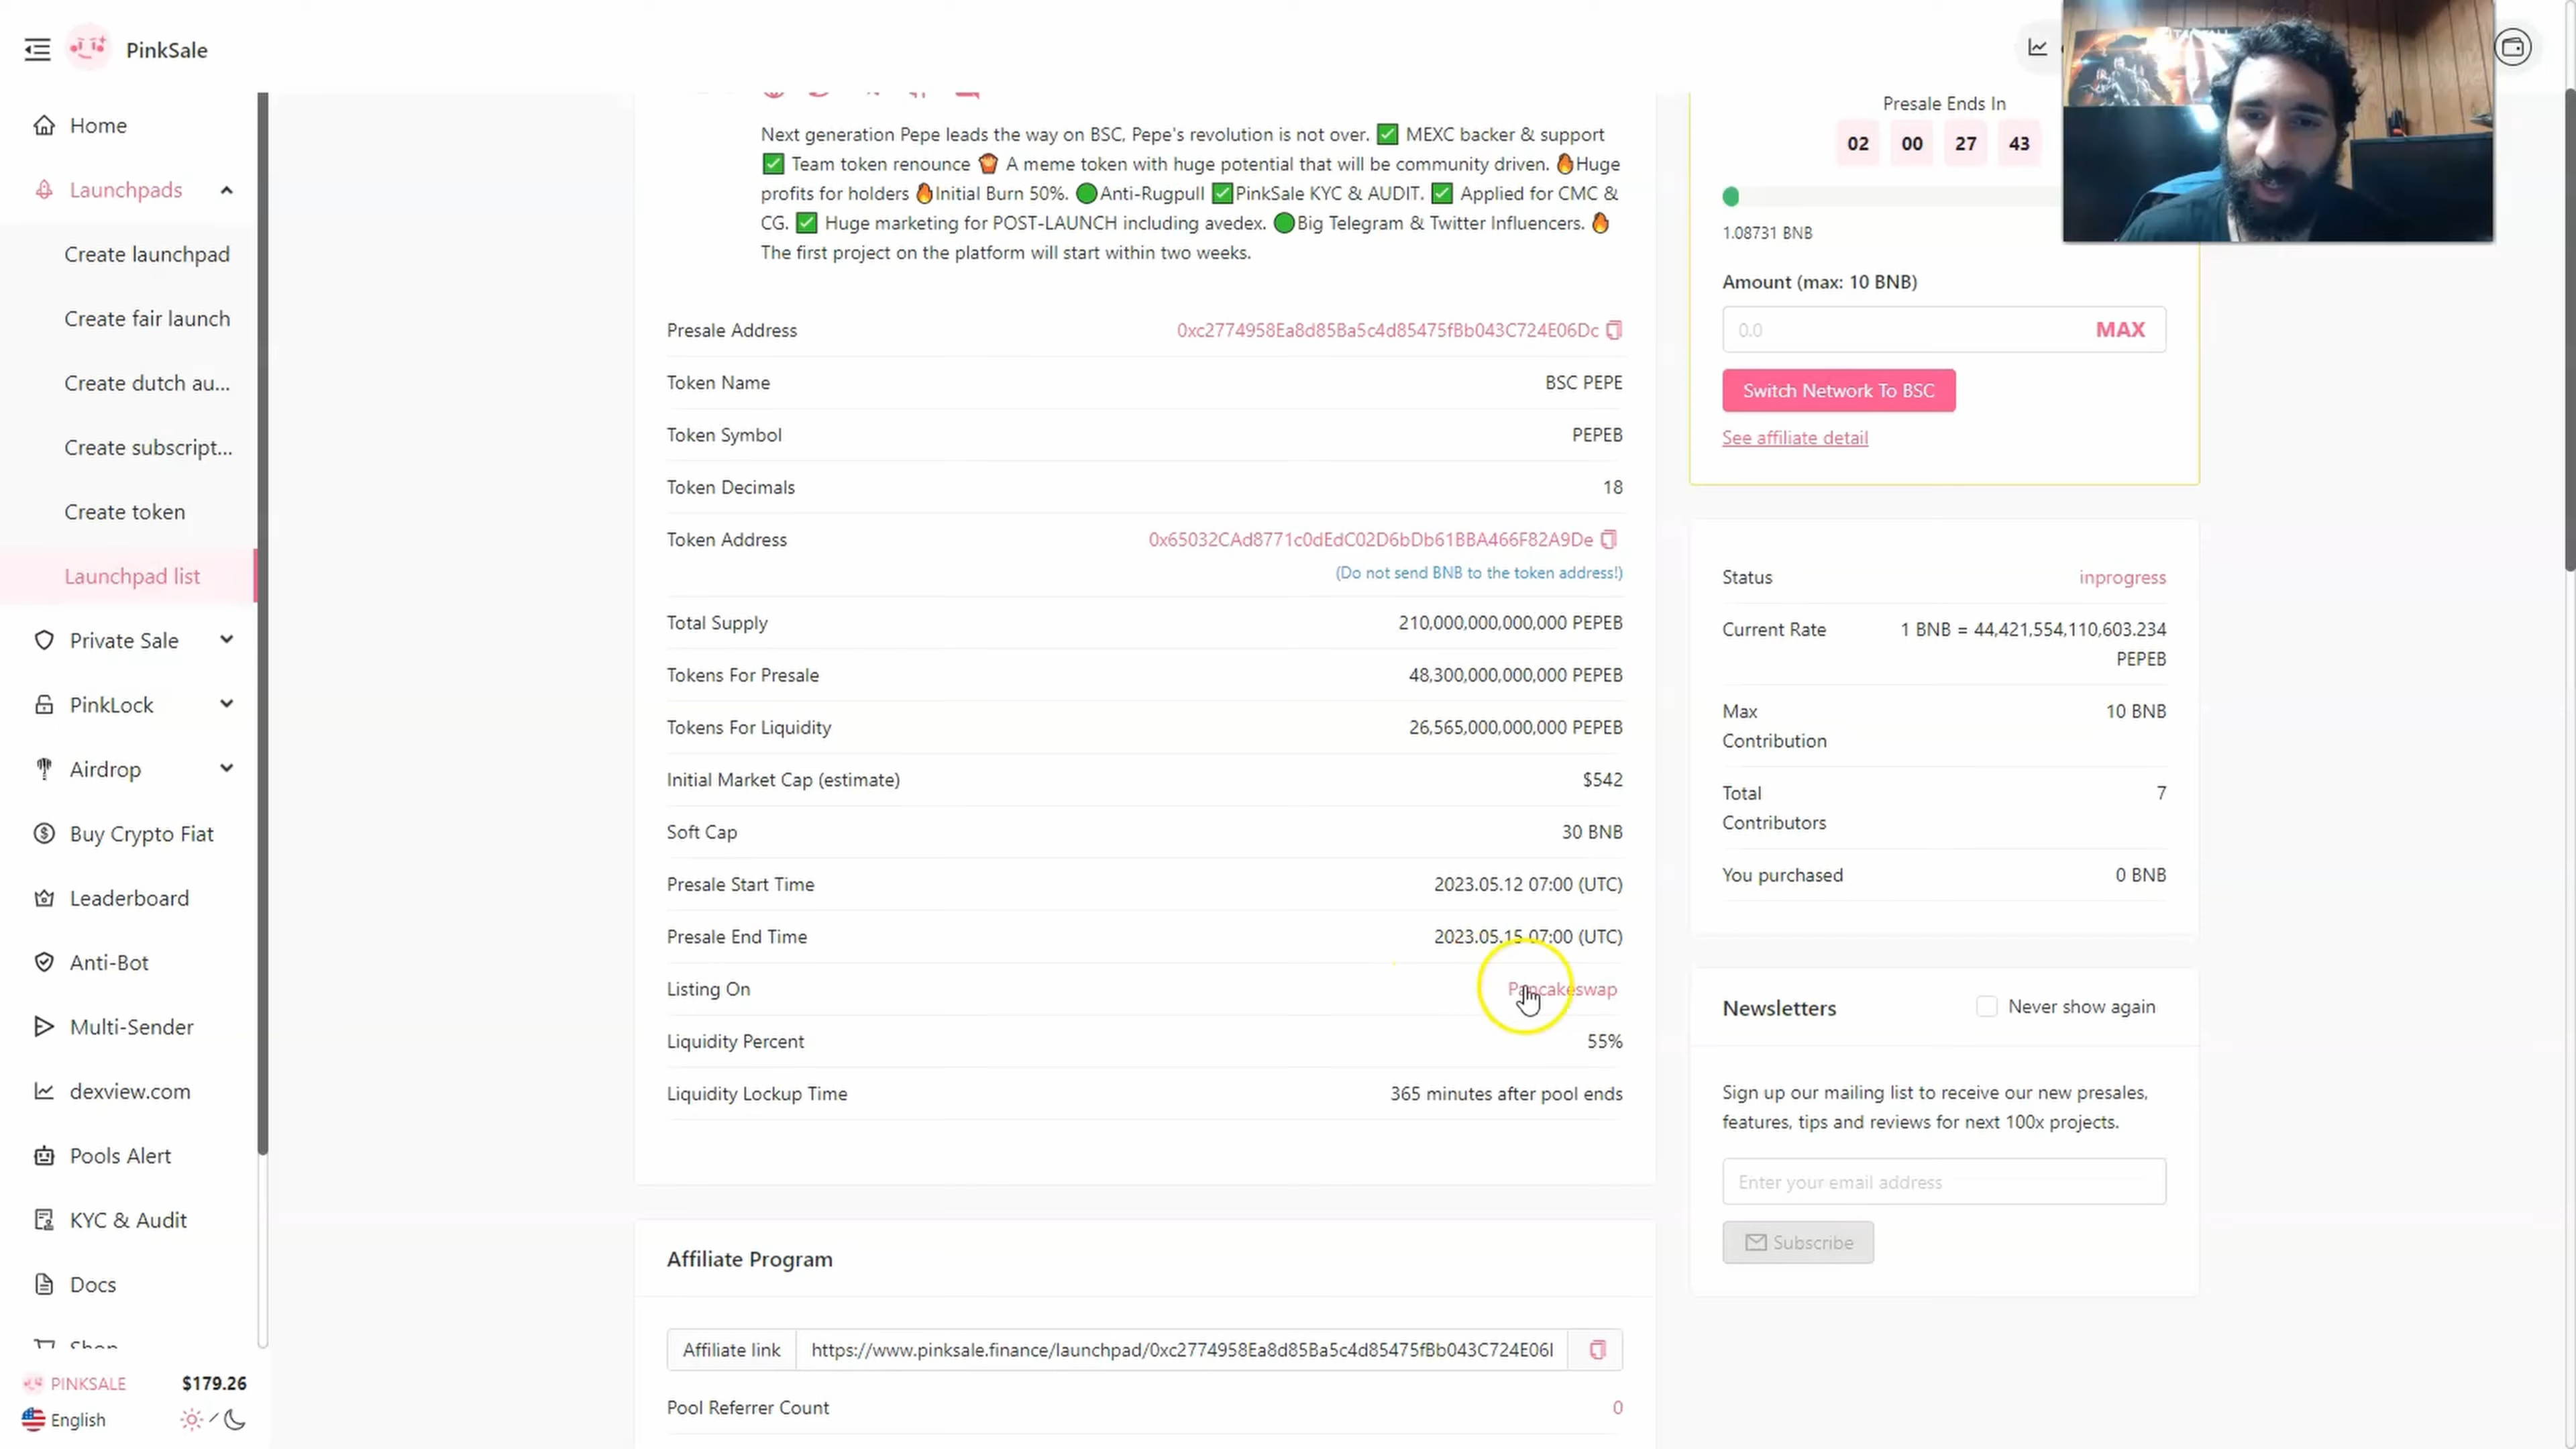 PinkSale
Home
Launchpads
Create launchpad
Create fair launch
Create dutch au...
Create subscript...
Create token
Launchpad list
Private Sale
PinkLock
Airdrop
Buy Crypto Fiat
Leaderboard
Anti-Bot
Multi-Sender
dexview.com
Pools Alert
KYC & Audit
Docs
Shop
PINKSALE $179.26
English
Next generation Pepe leads the way on BSC, Pepe's revolution is not over. ✅ MEXC backer & support
✅ Team token renounce 🍟 A meme token with huge potential that will be community driven. 🔥Huge
profits for holders 🔥Initial Burn 50%. 🟢Anti-Rugpull ✅PinkSale KYC & AUDIT. ✅ Applied for CMC &
CG. ✅ Huge marketing for POST-LAUNCH including avedex. 🟢Big Telegram & Twitter Influencers. 🔥
The first project on the platform will start within two weeks.
Presale Address 0xc2774958Ea8d85Ba5c4d85475fBb043C724E06Dc
Token Name BSC PEPE
Token Symbol PEPEB
Token Decimals 18
Token Address 0x65032CAd8771c0dEdC02D6bDb61BBA466F82A9De
(Do not send BNB to the token address!)
Total Supply 210,000,000,000,000 PEPEB
Tokens For Presale 48,300,000,000,000 PEPEB
Tokens For Liquidity 26,565,000,000,000 PEPEB
Initial Market Cap (estimate) $542
Soft Cap 30 BNB
Presale Start Time 2023.05.12 07:00 (UTC)
Presale End Time 2023.05.15 07:00 (UTC)
Listing On Pancakeswap
Liquidity Percent 55%
Liquidity Lockup Time 365 minutes after pool ends
Affiliate Program
Affiliate link https://www.pinksale.finance/launchpad/0xc2774958Ea8d85Ba5c4d85475fBb043C724E06I
Pool Referrer Count 0
Presale Ends In
02 00 27 43
1.08731 BNB
Amount (max: 10 BNB)
0.0 MAX
Switch Network To BSC
See affiliate detail
Status inprogress
Current Rate 1 BNB = 44,421,554,110,603.234
PEPEB
Max 10 BNB
Contribution
Total 7
Contributors
You purchased 0 BNB
Newsletters Never show again
Sign up our mailing list to receive our new presales,
features, tips and reviews for next 100x projects.
Enter your email address
Subscribe